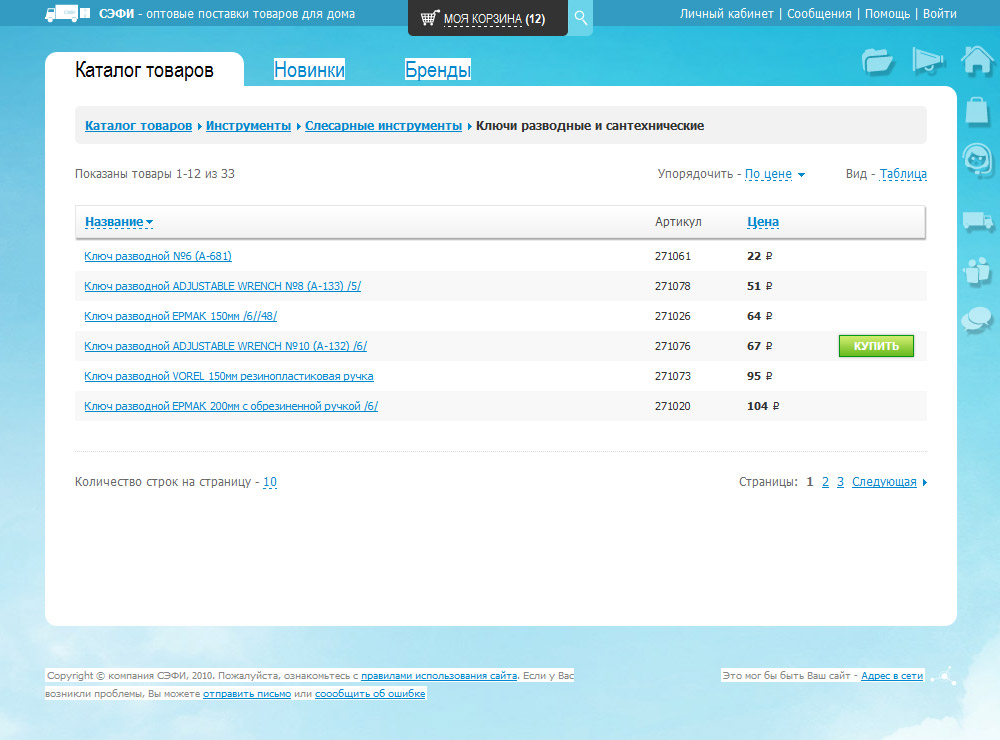 СЭФИ - оптовые поставки товаров для дома
МОЯ КОРЗИНА (12)
Личный кабинет | Сообщения | Помощь | Войти
Каталог товаров
Новинки
Бренды
Каталог товаров Инструменты Слесарные инструменты Ключи разводные и сантехнические
Показаны товары 1-12 из 33
Упорядочить - По цене
Вид - Таблица
Название Артикул Цена
Ключ разводной №6 (А-681) 271061 22 ₽
Ключ разводной ADJUSTABLE WRENCH №8 (А-133) /5/ 271078 51 ₽
Ключ разводной ЕРМАК 150мм /6//48/ 271026 64 ₽
Ключ разводной ADJUSTABLE WRENCH №10 (А-132) /6/ 271076 67 ₽ КУПИТЬ
Ключ разводной VOREL 150мм резинопластиковая ручка 271073 95 ₽
Ключ разводной ЕРМАК 200мм с обрезиненной ручкой /6/ 271020 104 ₽
Количество строк на страницу - 10
Страницы: 1 2 3 Следующая
Copyright © компания СЭФИ, 2010. Пожалуйста, ознакомьтесь с правилами использования сайта. Если у Вас
возникли проблемы, Вы можете отправить письмо или соообщить об ошибке
Это мог бы быть Ваш сайт - Адрес в сети